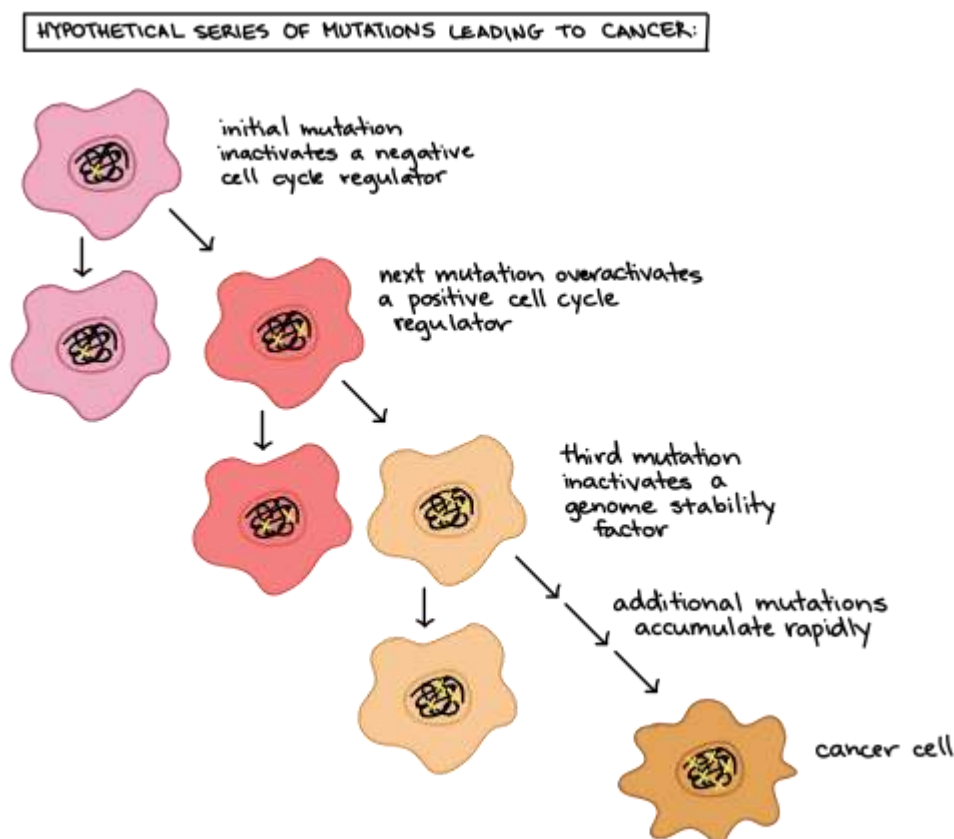 HYPOTHETICAL SERIES OF MUTATIONS LEADING TO CANCER:
initial mutation
inactivates a negative
cell cycle regulator
next mutation overactivates
a positive cell cycle
regulator
third mutation
inactivates a
genome stability
factor
additional mutations
accumulate rapidly
cancer cell